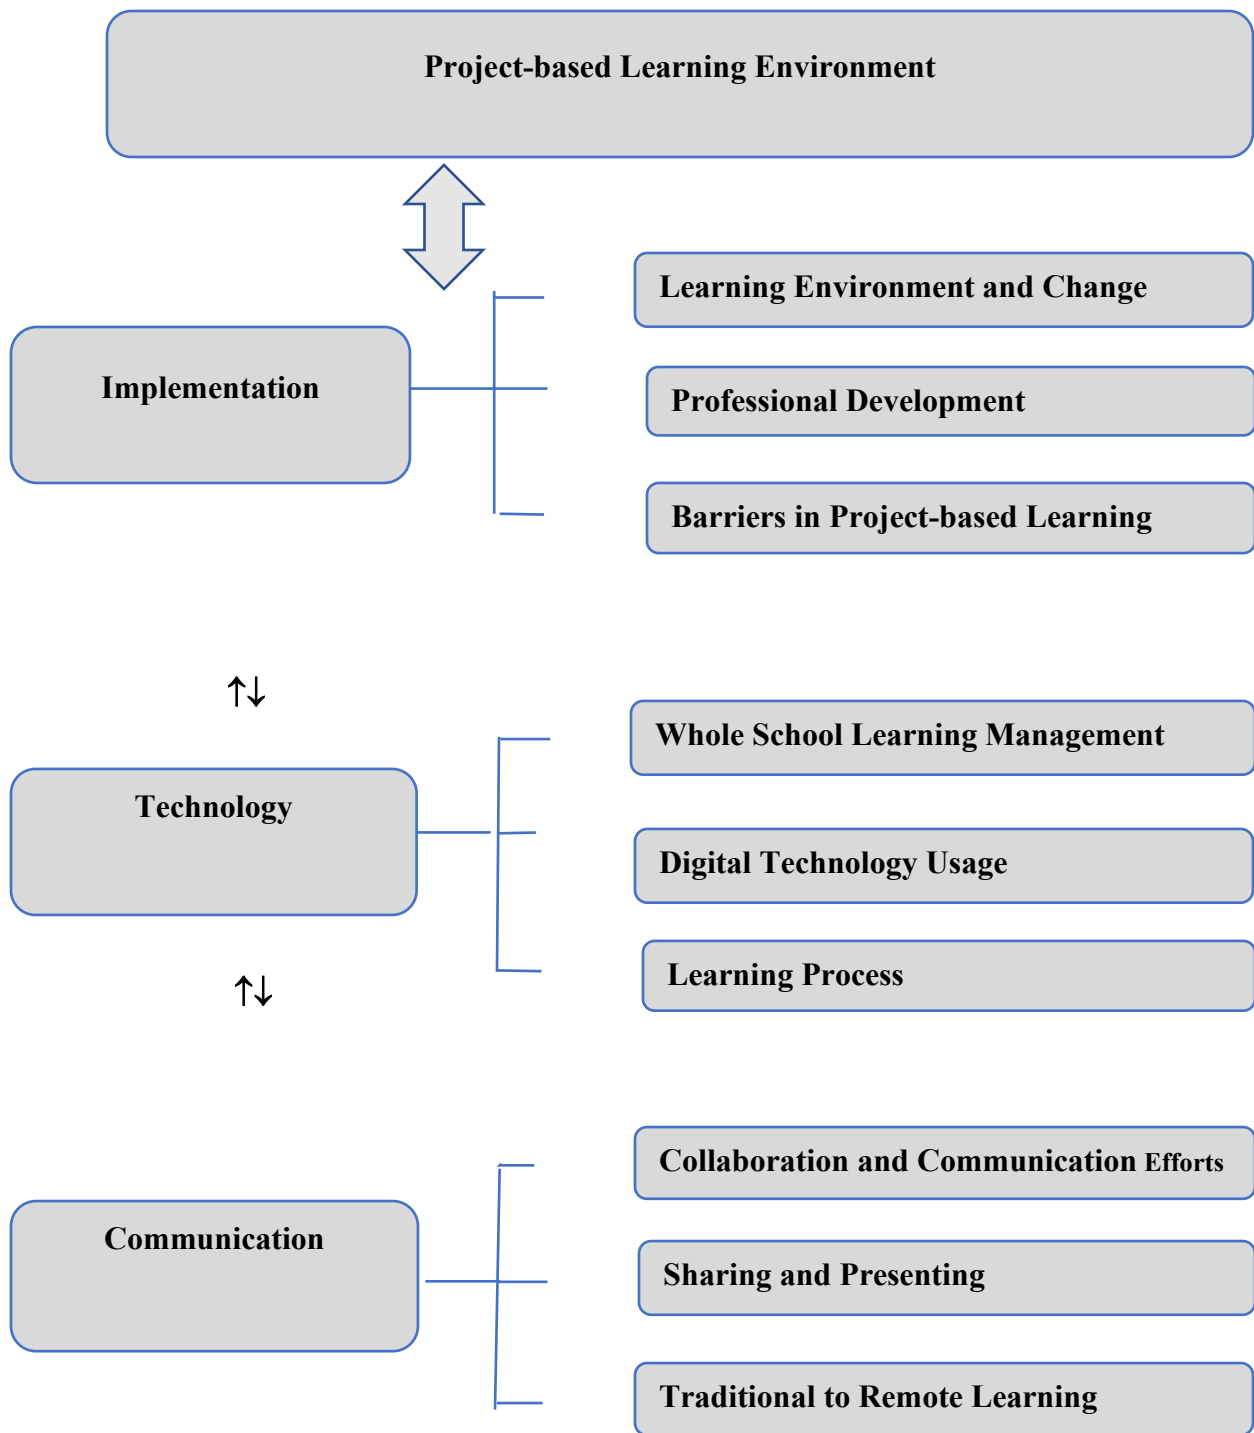 Project-based Learning Environment
Learning Environment and Change
Implementation
Professional Development
Barriers in Project-based Learning
↑↓
Whole School Learning Management
Technology
Digital Technology Usage
Learning Process
↑↓
Collaboration and Communication Efforts
Communication
Sharing and Presenting
Traditional to Remote Learning